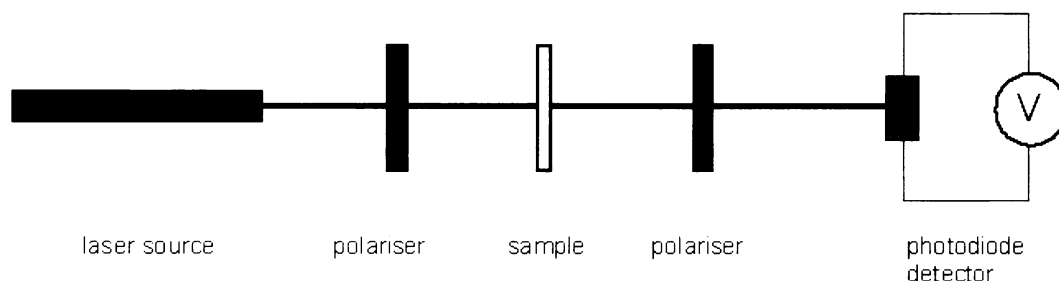 V
laser source
polariser
sample
polariser
photodiode
detector